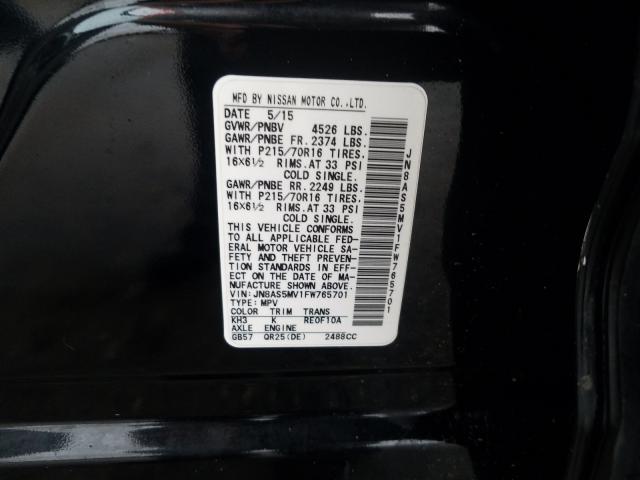 MFD BY NISSAN MOTOR CO.,LTD.
DATE 5/15
GVWR/PNBV 4526 LBS.
GAWR/PNBE FR. 2374 LBS.
WITH P215/70R16 TIRES.
16X6½ RIMS.AT 33 PSI
COLD SINGLE.
GAWR/PNBE RR. 2249 LBS.
WITH P215/70R16 TIRES.
16X6½ RIMS.AT 33 PSI
COLD SINGLE.
THIS VEHICLE CONFORMS
TO ALL APPLICABLE FED-
ERAL MOTOR VEHICLE SA-
FETY AND THEFT PREVEN-
TION STANDARDS IN EFF-
ECT ON THE DATE OF MA-
NUFACTURE SHOWN ABOVE.
VIN: JN8AS5MV1FW765701
TYPE: MPV
COLOR TRIM TRANS
KH3 K RE0F10A
AXLE ENGINE
GB57 QR25(DE) 2488CC
JN8AS5MV1FW765701